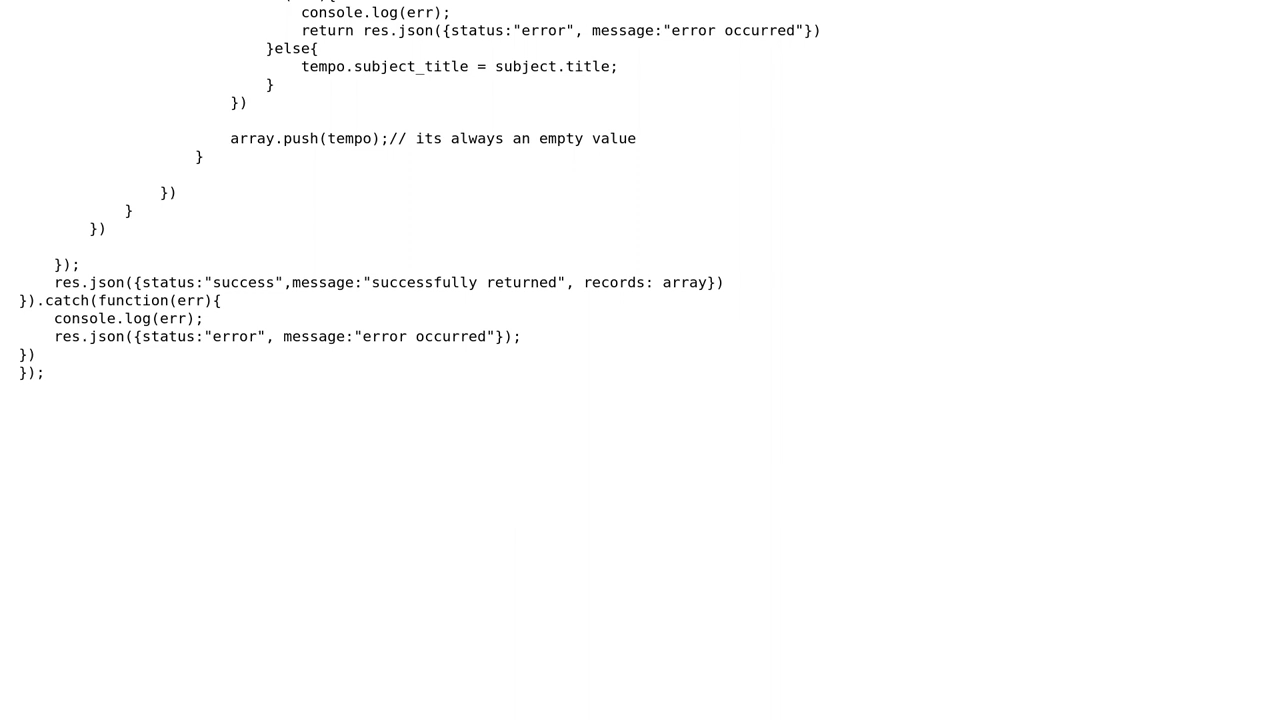 console.log(err);
return res.json({status:"error", message:"error occurred"})
}else{
tempo.subject_title = subject.title;
}
})
array.push(tempo);// its always an empty value
}
})
}
})
});
res.json({status:"success",message:"successfully returned", records: array})
}).catch(function(err){
console.log(err);
res.json({status:"error", message:"error occurred"});
})
});